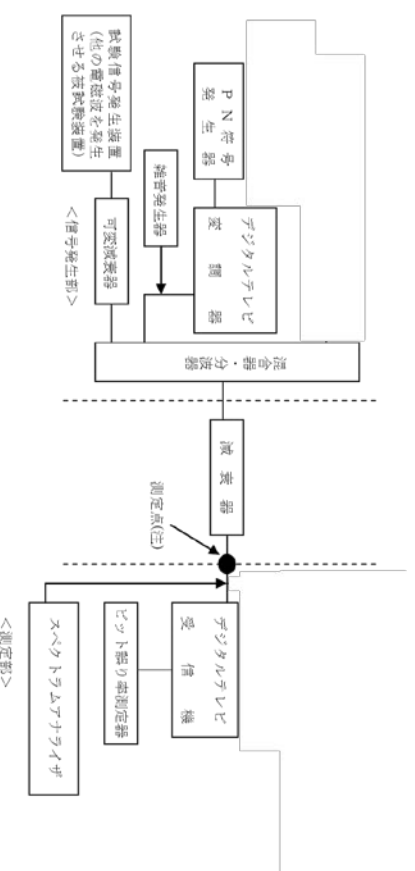 PN符号
発生器
デジタルテレビ
変調器
雑音発生器
試験信号発生装置
(他の電磁波を発生
させる被試験装置)
可変減衰器
<信号発生部>
混合器・分波器
減衰器
測定点(注)
デジタルテレビ
受信機
ビット誤り率測定器
スペクトラムアナライザ
<測定部>